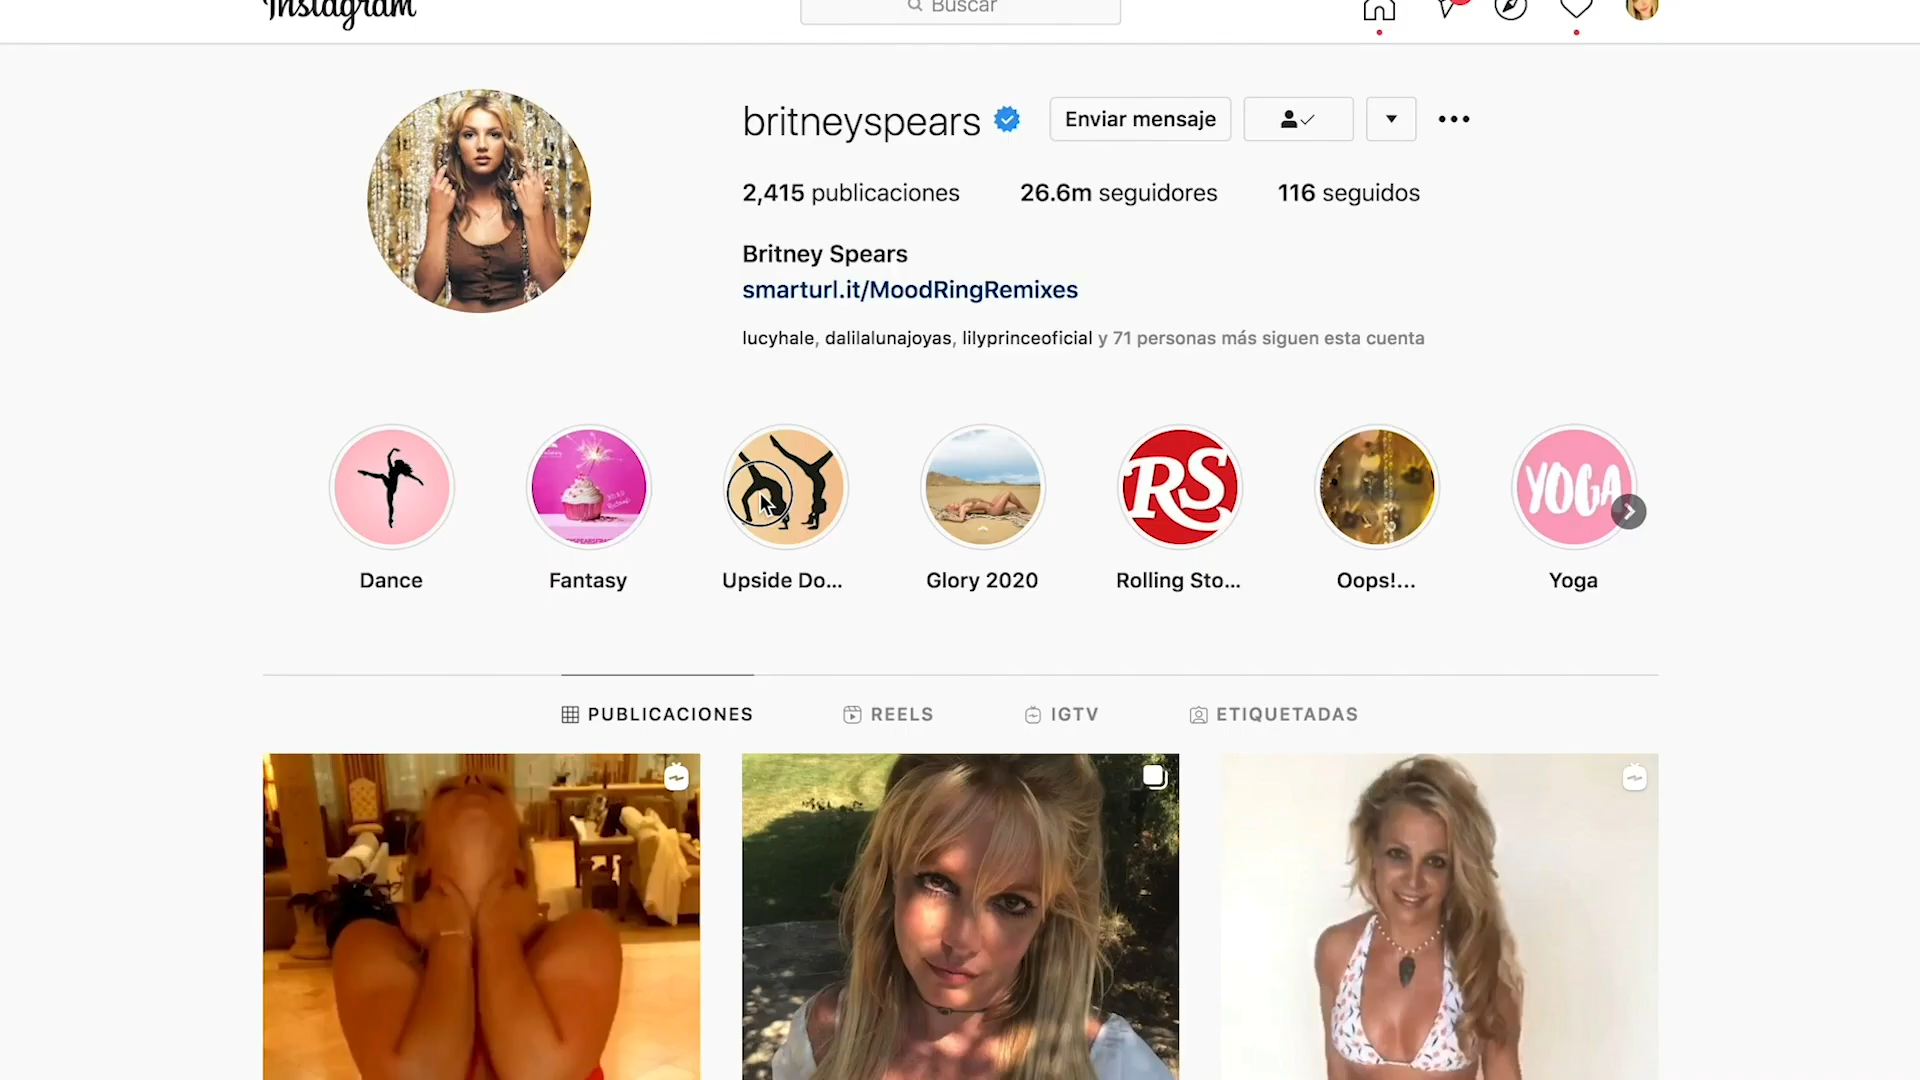 Instagram
Buscar
britneyspears
Enviar mensaje
2,415 publicaciones 26.6m seguidores 116 seguidos
Britney Spears
smarturl.it/MoodRingRemixes
lucyhale, dalilalunajoyas, lilyprinceoficial y 71 personas más siguen esta cuenta
RS
YOGA
Dance Fantasy Upside Do... Glory 2020 Rolling Sto... Oops!... Yoga
PUBLICACIONES REELS IGTV ETIQUETADAS